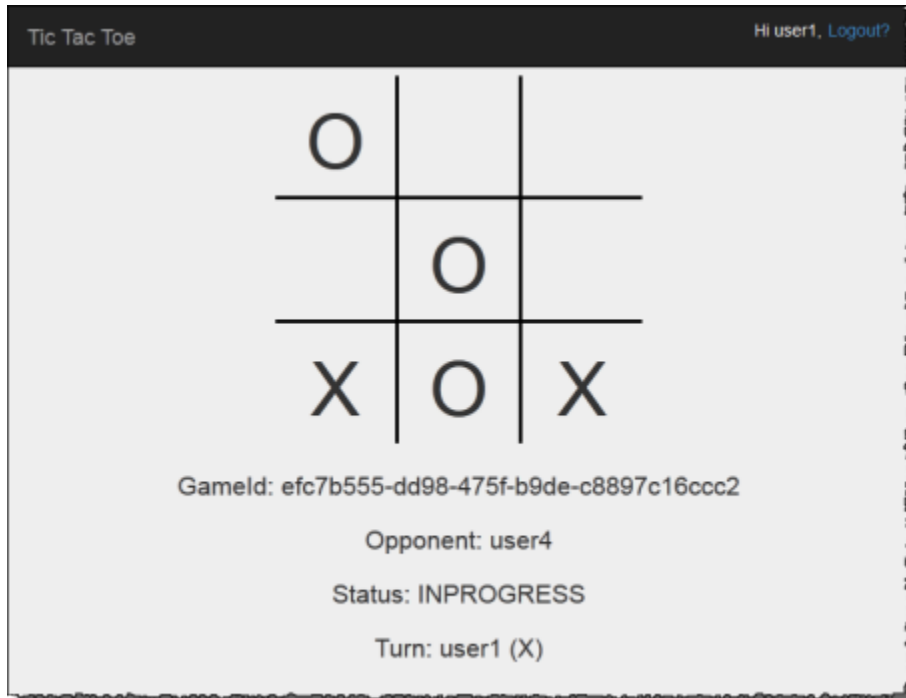 Tic Tac Toe Hi user1, Logout?
O
O
X O X
GameId: efc7b555-dd98-475f-b9de-c8897c16ccc2
Opponent: user4
Status: INPROGRESS
Turn: user1 (X)